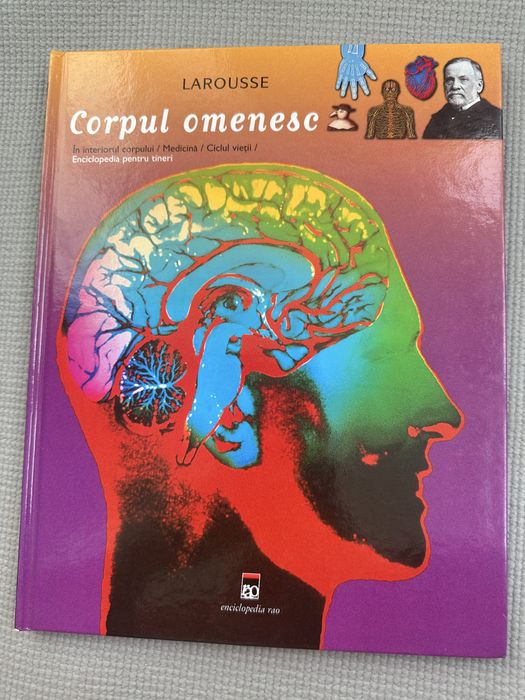 LAROUSSE
Corpul omenesc
În interiorul corpului / Medicină / Ciclul vieții /
Enciclopedia pentru tineri
rao
enciclopedia rao